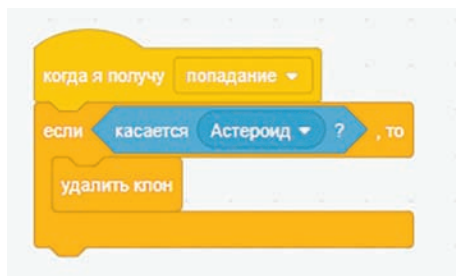 когда я получу попадание
если касается Астероид ? , то
удалить клон